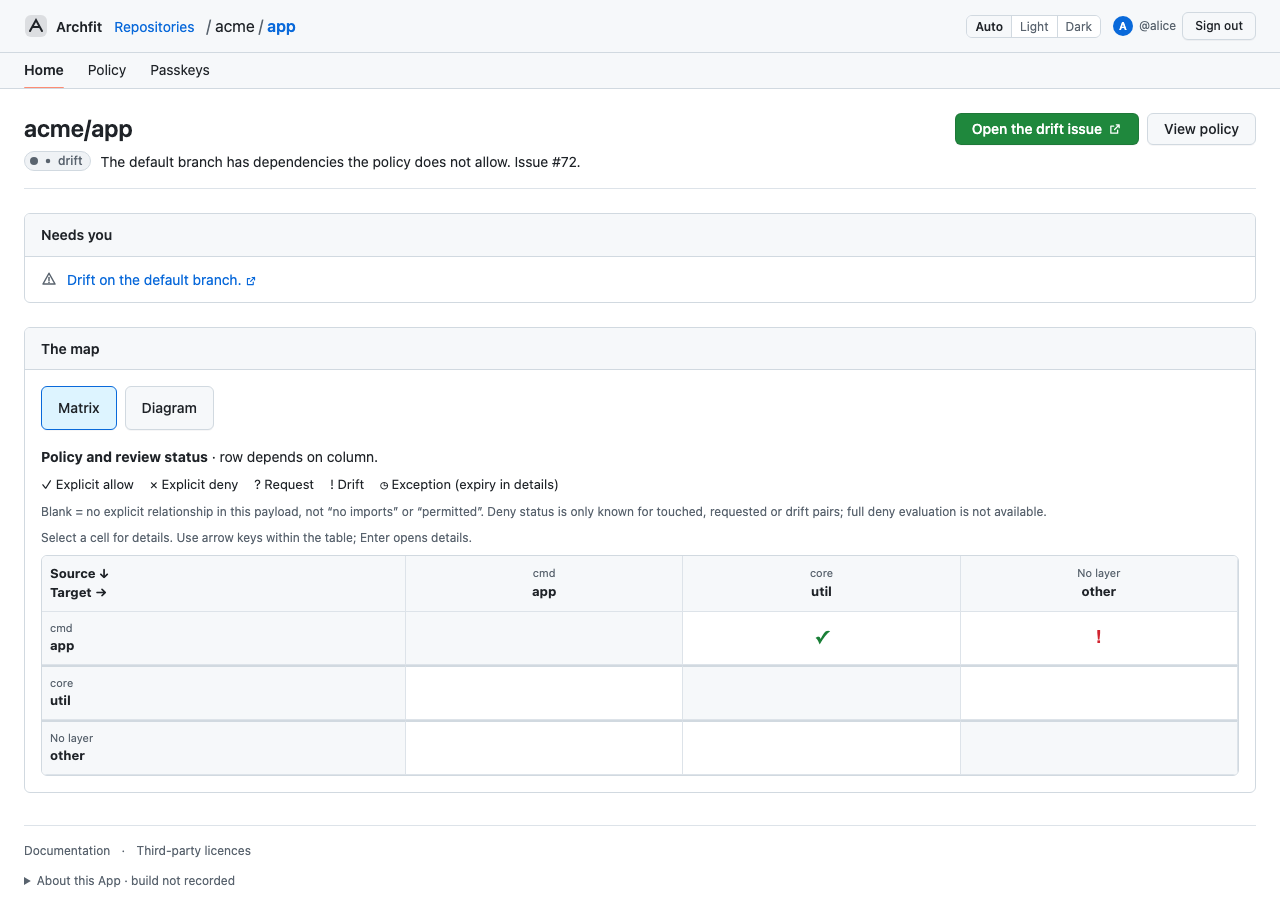 Archfit Repositories / acme / app
Auto Light Dark A @alice Sign out
Home Policy Passkeys
acme/app
Open the drift issue View policy
drift The default branch has dependencies the policy does not allow. Issue #72.
Needs you
Drift on the default branch.
The map
Matrix Diagram
Policy and review status · row depends on column.
✓ Explicit allow × Explicit deny ? Request ! Drift ◷ Exception (expiry in details)
Blank = no explicit relationship in this payload, not “no imports” or “permitted”. Deny status is only known for touched, requested or drift pairs; full deny evaluation is not available.
Select a cell for details. Use arrow keys within the table; Enter opens details.
Source ↓
Target →
cmd
app
core
util
No layer
other
cmd
app
✓ !
core
util
No layer
other
Documentation · Third-party licences
About this App · build not recorded